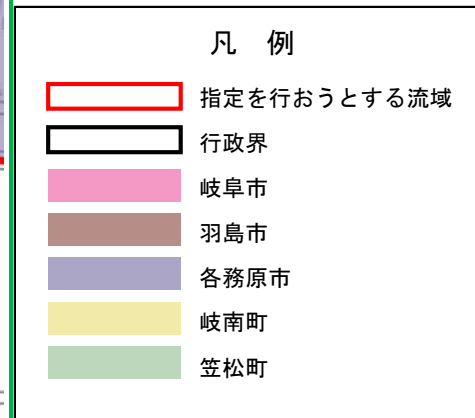 凡 例
指定を行おうとする流域
行政界
岐阜市
羽島市
各務原市
岐南町
笠松町